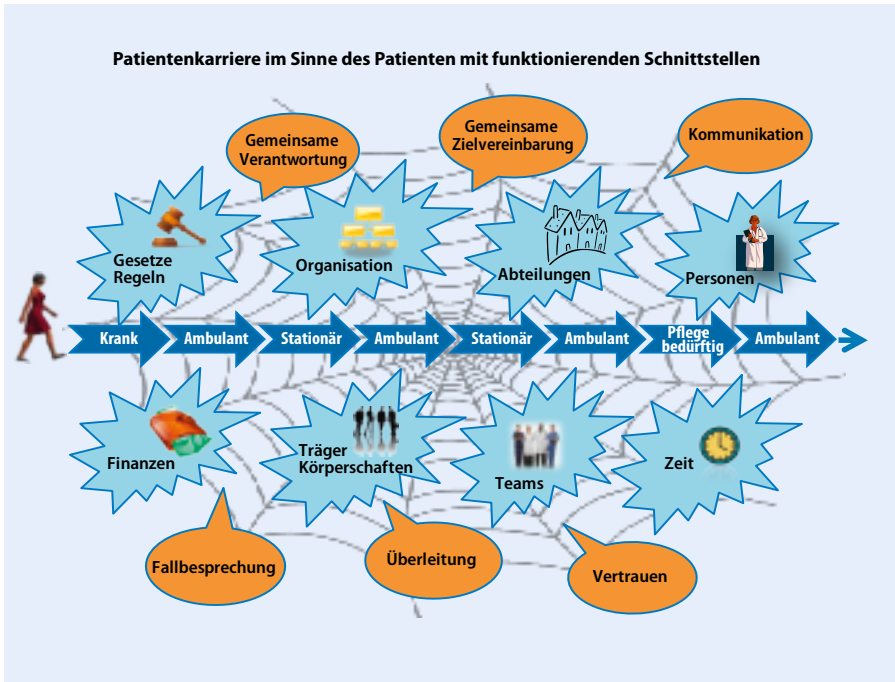 Patientenkarriere im Sinne des Patienten mit funktionierenden Schnittstellen
Gemeinsame
Verantwortung
Gemeinsame
Zielvereinbarung
Kommunikation
Gesetze
Regeln
Organisation
Abteilungen
Personen
Krank
Ambulant
Stationär
Ambulant
Stationär
Ambulant
Pflege
bedürftig
Ambulant
Finanzen
Träger
Körperschaften
Teams
Zeit
Fallbesprechung
Überleitung
Vertrauen